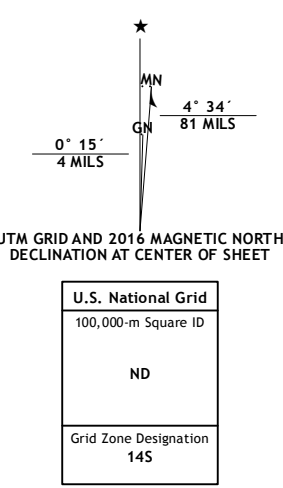 ★
MN
4° 34´
81 MILS
GN
0° 15´
4 MILS
UTM GRID AND 2016 MAGNETIC NORTH
DECLINATION AT CENTER OF SHEET
U.S. National Grid
100,000-m Square ID
ND
Grid Zone Designation
14S